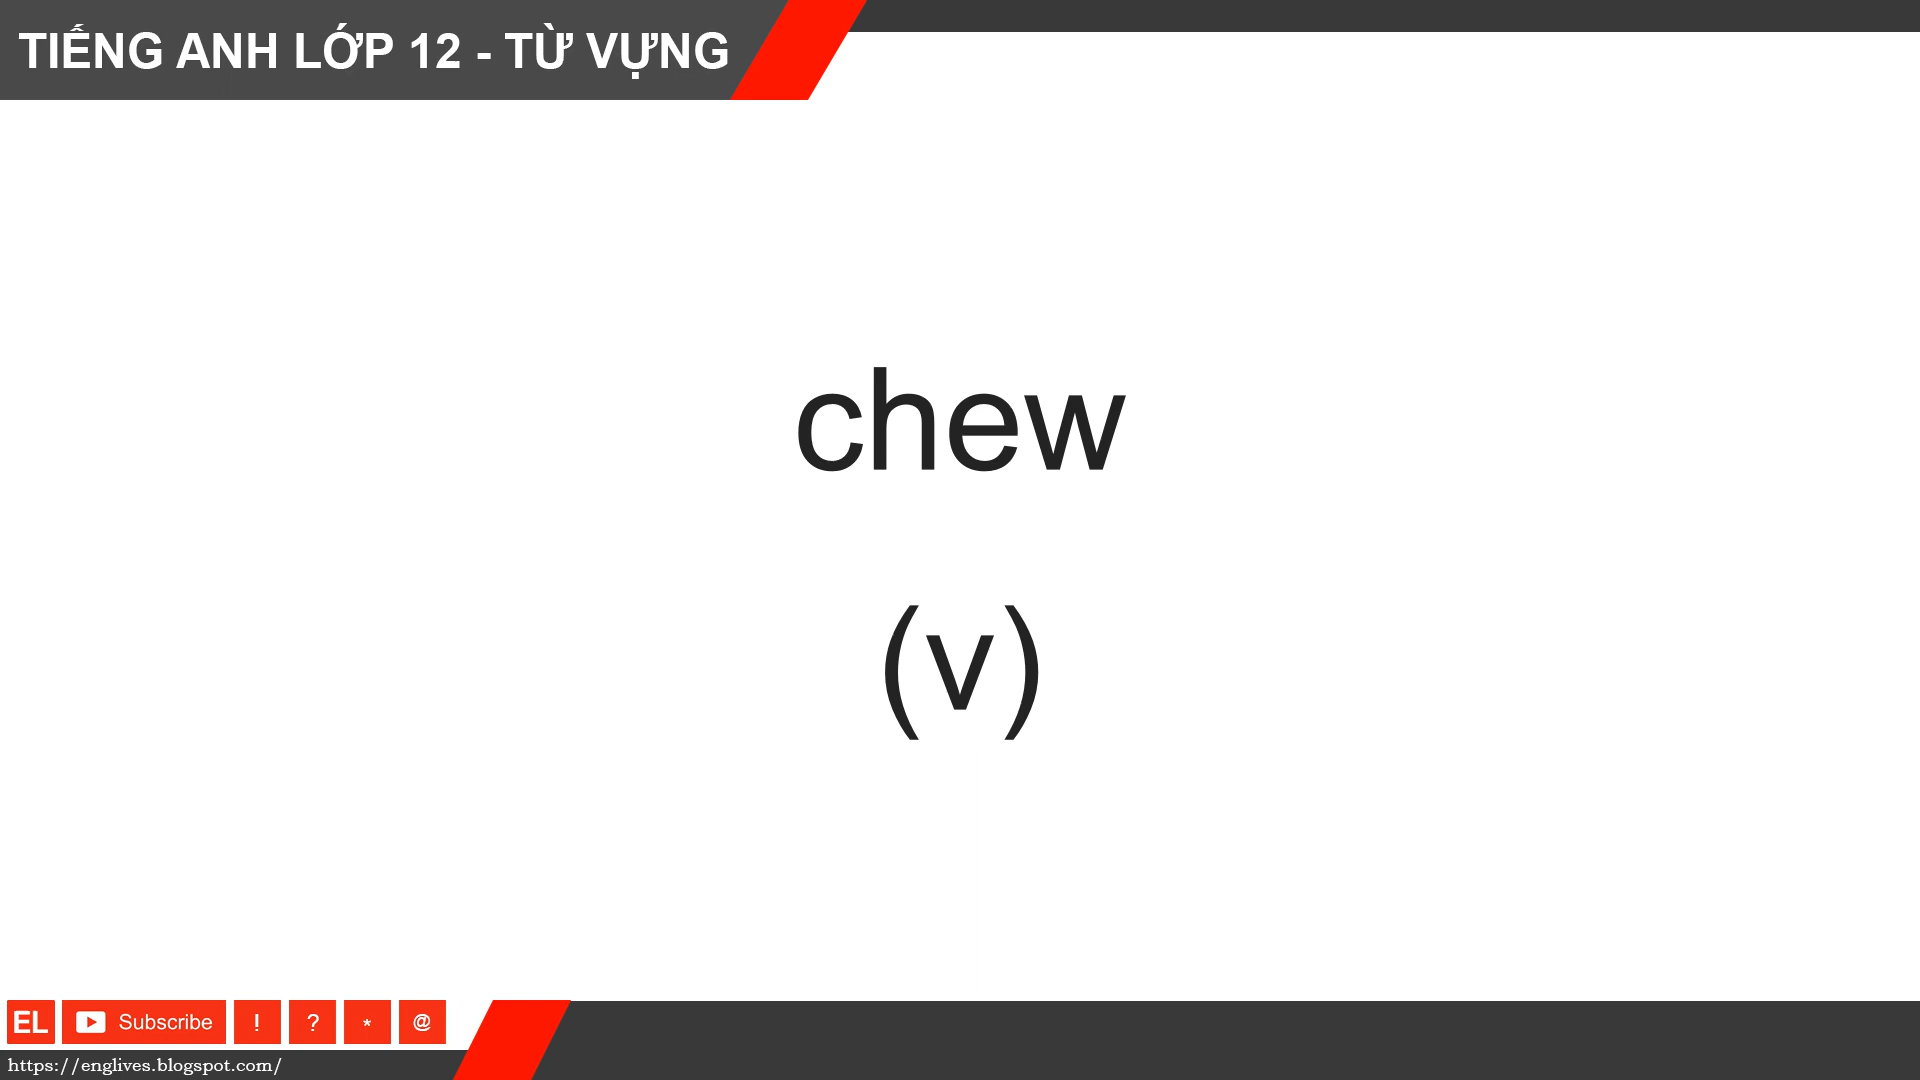 TIẾNG ANH LỚP 12 - TỪ VỰNG
chew
(v)
EL Subscribe ! ? * @
https://englives.blogspot.com/